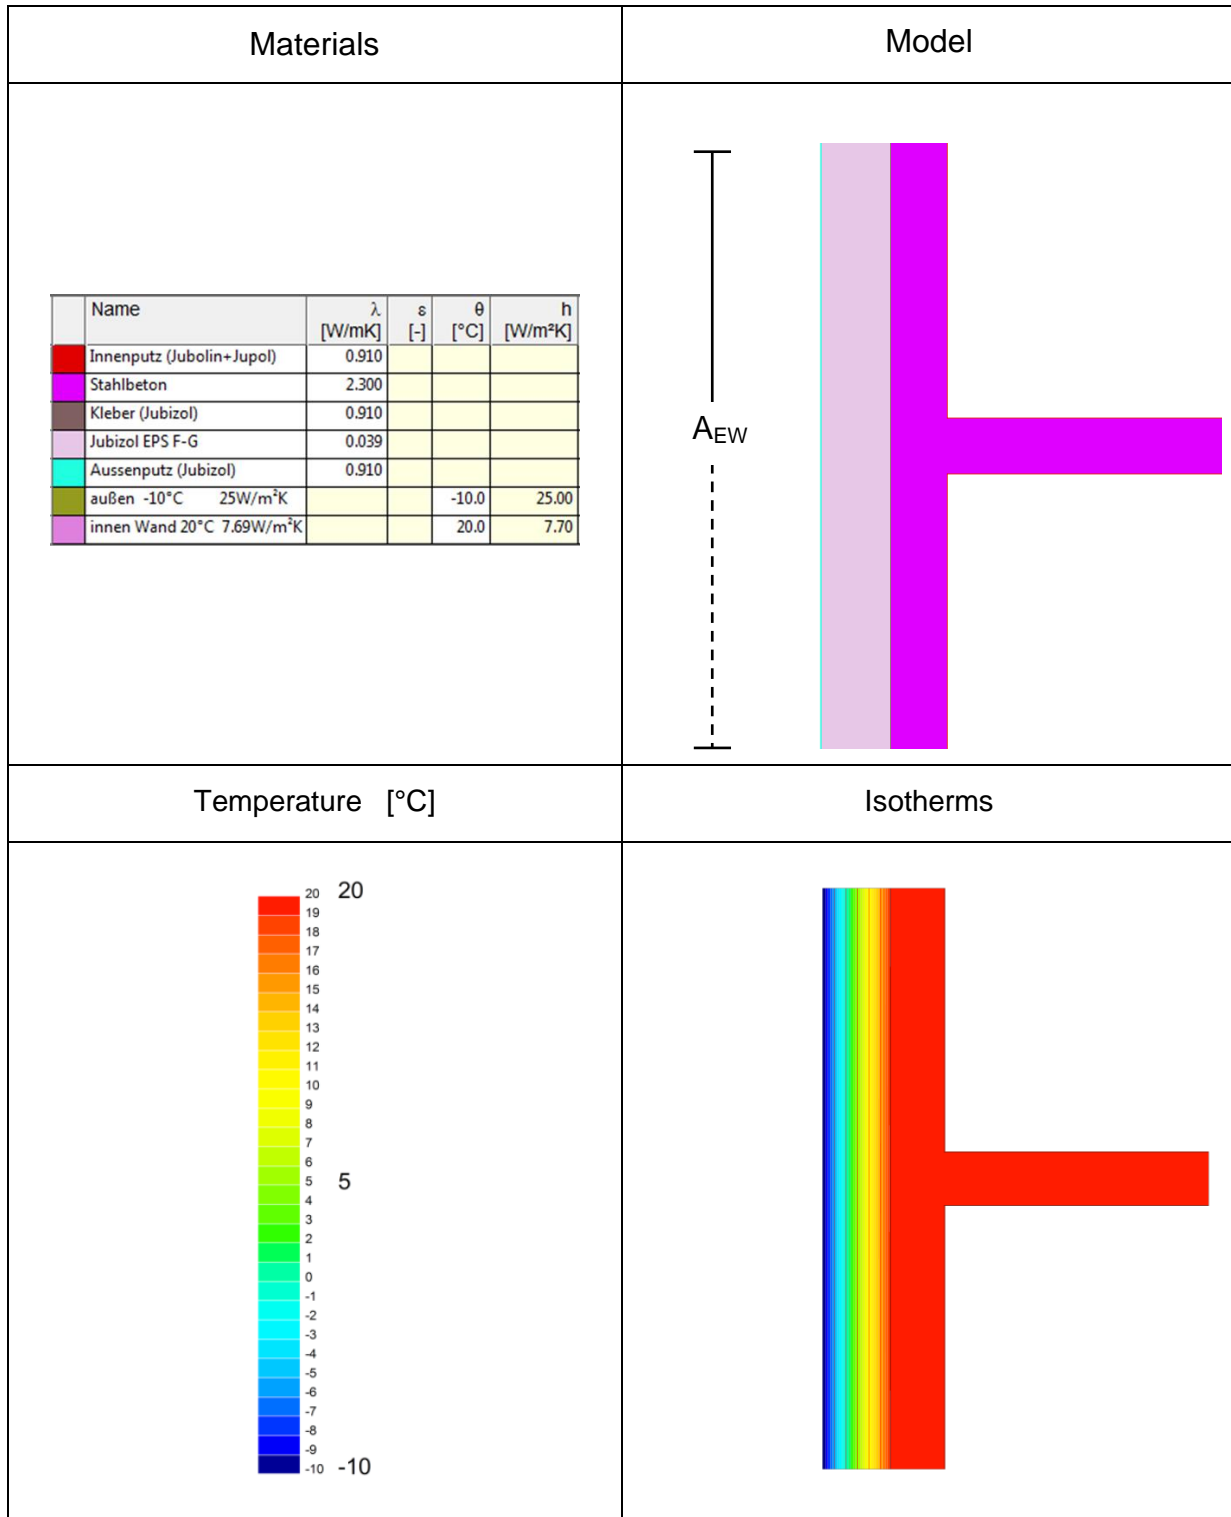 Materials
Model
Name λ ε θ h
[W/mK] [-] [°C] [W/m²K]
Innenputz (Jubolin+Jupol) 0.910
Stahlbeton 2.300
Kleber (Jubizol) 0.910
Jubizol EPS F-G 0.039
Aussenputz (Jubizol) 0.910
außen -10°C 25W/m²K -10.0 25.00
innen Wand 20°C 7.69W/m²K 20.0 7.70
AEW
Temperature [°C]
Isotherms
20 20
19
18
17
16
15
14
13
12
11
10
9
8
7
6
5 5
4
3
2
1
0
-1
-2
-3
-4
-5
-6
-7
-8
-9
-10 -10